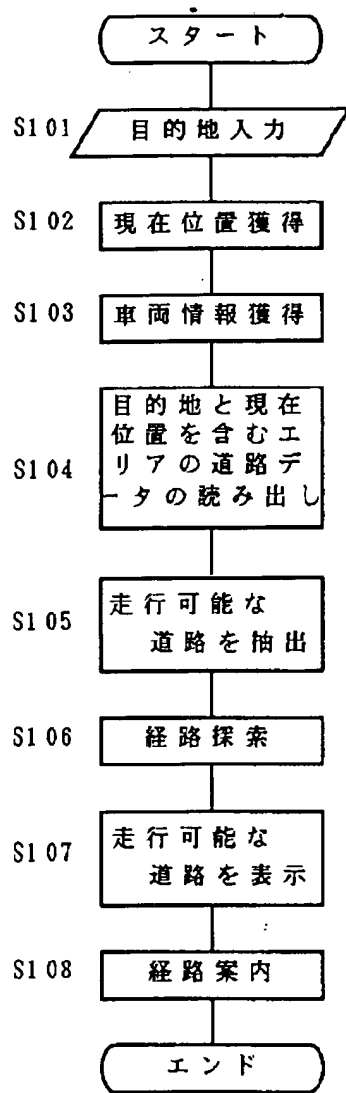 スタート
S101
目的地入力
S102
現在位置獲得
S103
車両情報獲得
S104
目的地と現在
位置を含むエ
リアの道路デ
ータの読み出し
S105
走行可能な
道路を抽出
S106
経路探索
S107
走行可能な
道路を表示
S108
経路案内
エンド